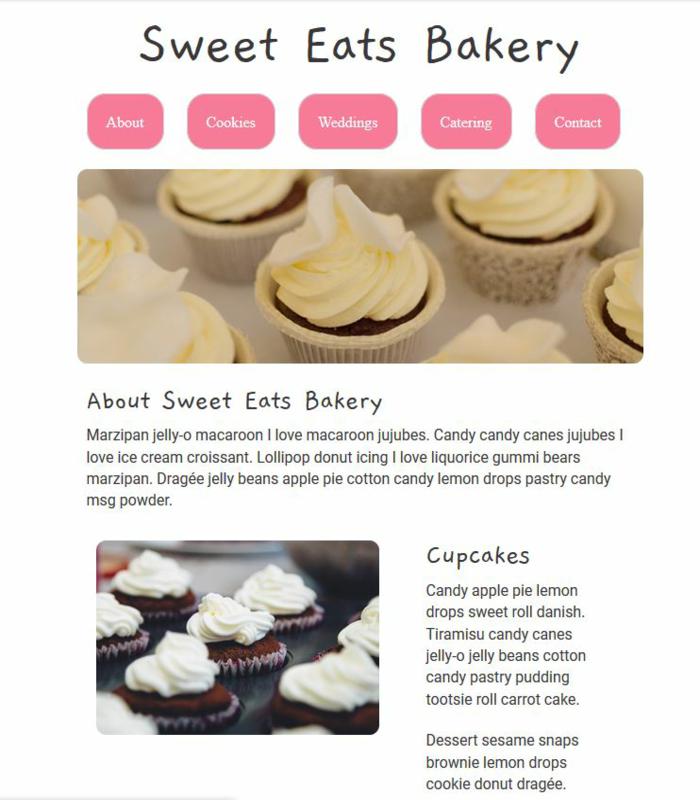 Sweet Eats Bakery
About
Cookies
Weddings
Catering
Contact
About Sweet Eats Bakery
Marzipan jelly-o macaroon I love macaroon jujubes. Candy candy canes jujubes I
love ice cream croissant. Lollipop donut icing I love liquorice gummi bears
marzipan. Dragée jelly beans apple pie cotton candy lemon drops pastry candy
msg powder.
Cupcakes
Candy apple pie lemon
drops sweet roll danish.
Tiramisu candy canes
jelly-o jelly beans cotton
candy pastry pudding
tootsie roll carrot cake.
Dessert sesame snaps
brownie lemon drops
cookie donut dragée.